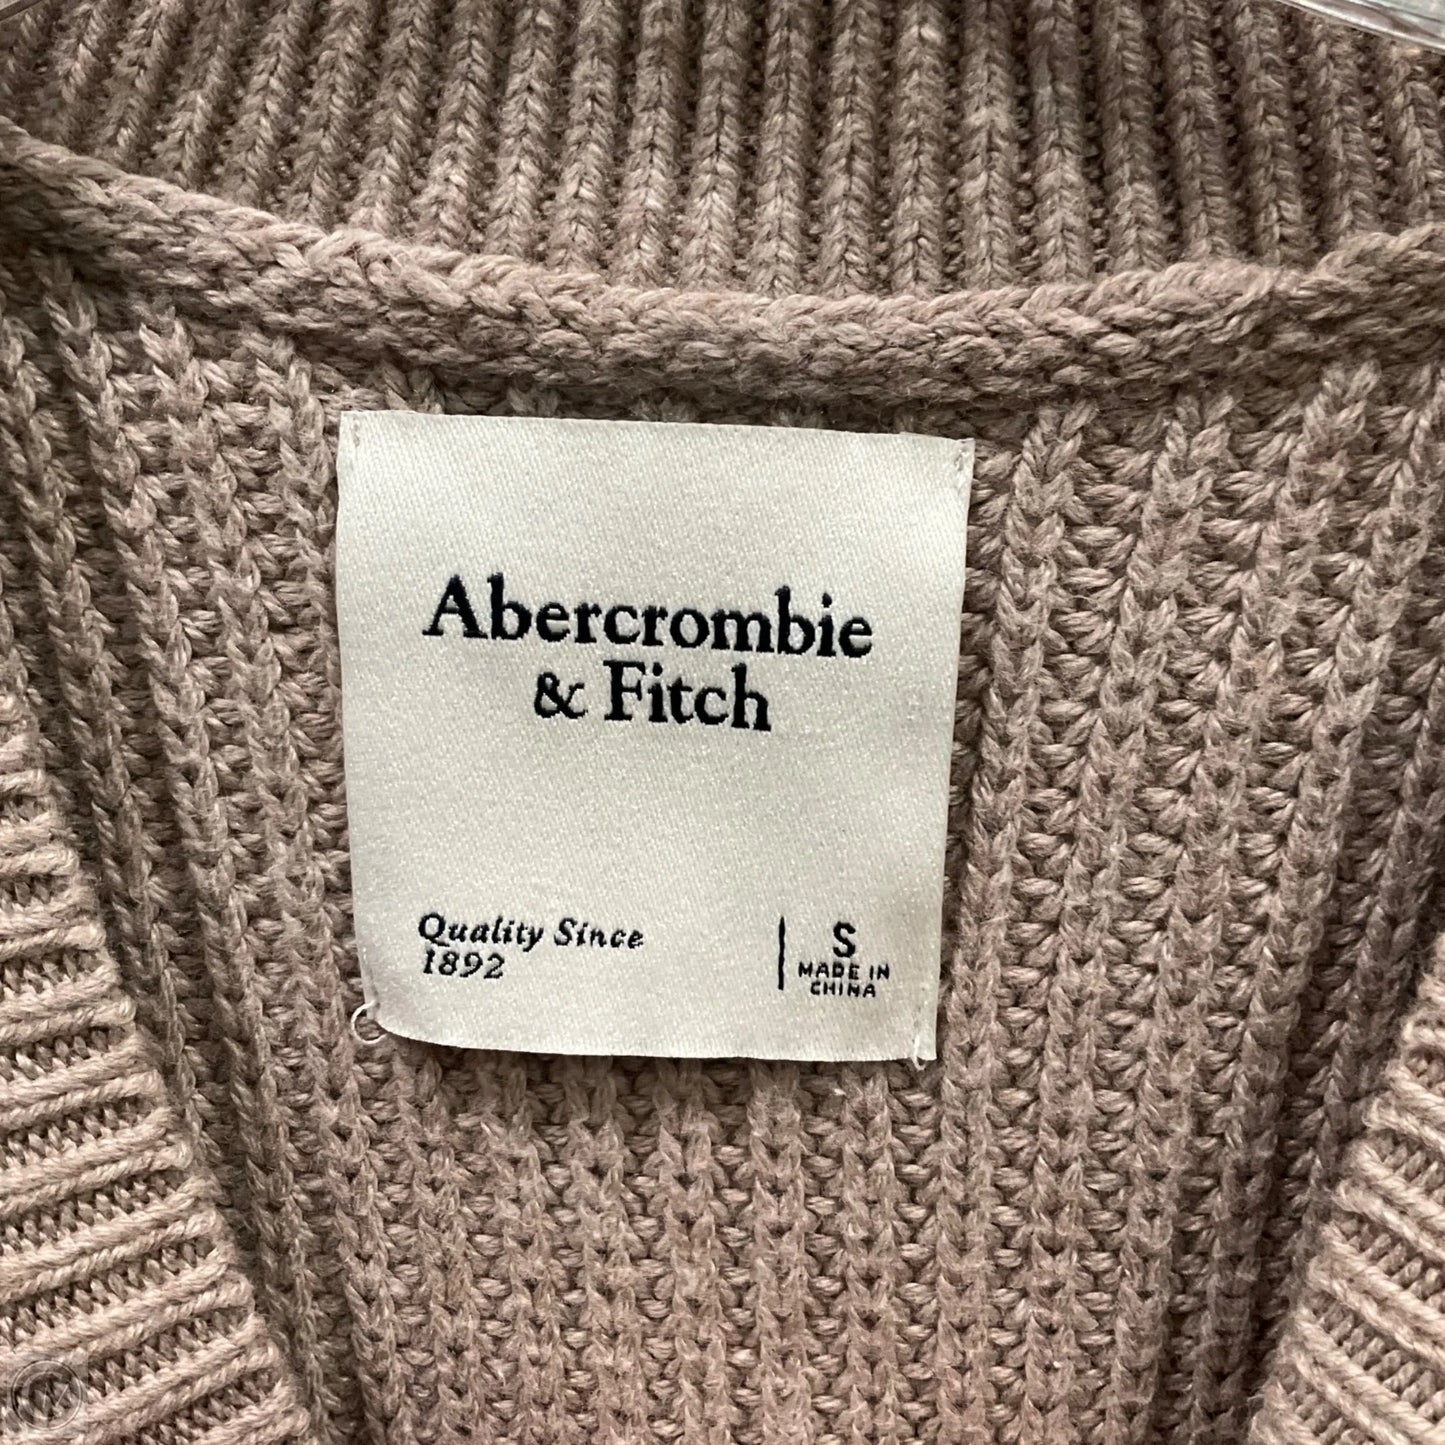 Abercrombie
& Fitch
Quality Since
1892
S
MADE IN
CHINA